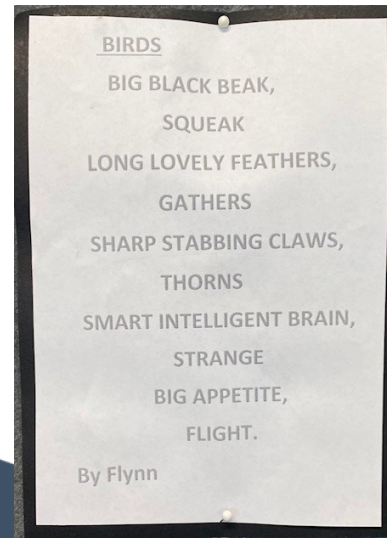 BIRDS
BIG BLACK BEAK,
SQUEAK
LONG LOVELY FEATHERS,
GATHERS
SHARP STABBING CLAWS,
THORNS
SMART INTELLIGENT BRAIN,
STRANGE
BIG APPETITE,
FLIGHT.
By Flynn